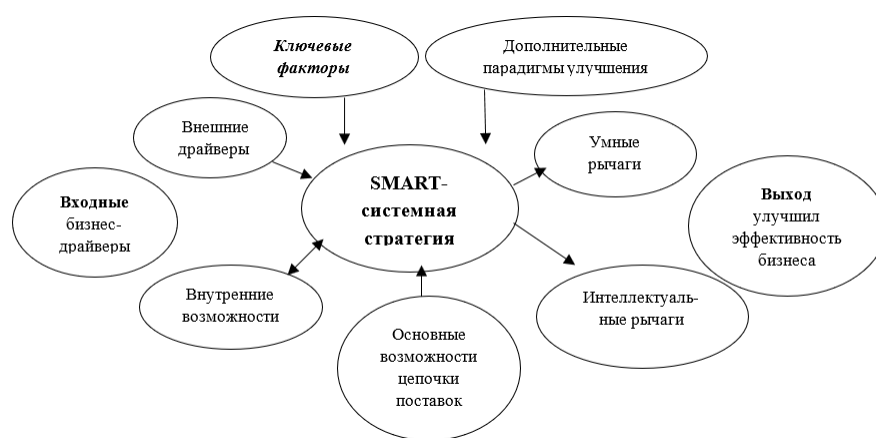 Ключевые
факторы
Дополнительные
парадигмы улучшения
Внешние
драйверы
Умные
рычаги
SMART-
системная
стратегия
Входные
бизнес-
драйверы
Выход
улучшил
эффективность
бизнеса
Внутренние
возможности
Интеллектуаль-
ные рычаги
Основные
возможности
цепочки
поставок